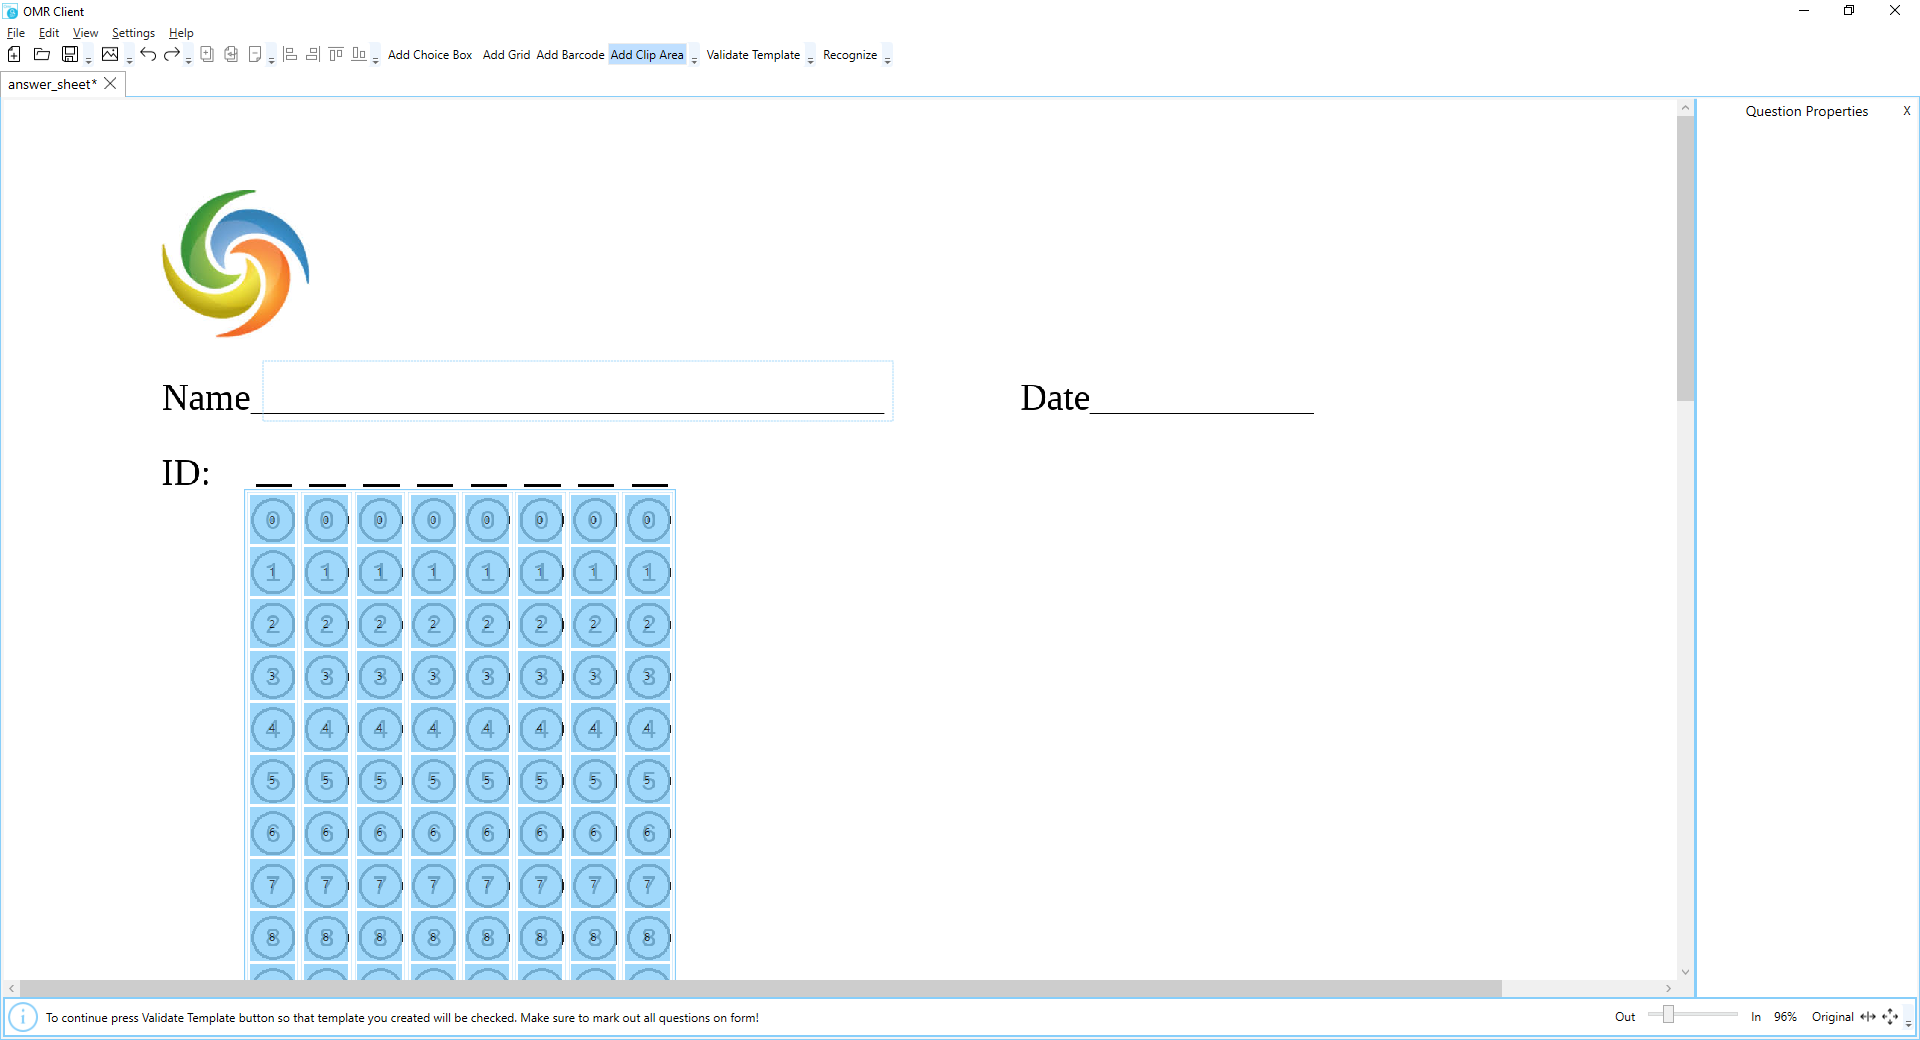 OMR Client
File Edit View Settings Help
Add Choice Box Add Grid Add Barcode Add Clip Area Validate Template Recognize
answer_sheet*
Question Properties X
Name Date
ID:
0 0 0 0 0 0 0 0
1 1 1 1 1 1 1 1
2 2 2 2 2 2 2 2
3 3 3 3 3 3 3 3
4 4 4 4 4 4 4 4
5 5 5 5 5 5 5 5
6 6 6 6 6 6 6 6
7 7 7 7 7 7 7 7
8 8 8 8 8 8 8 8
To continue press Validate Template button so that template you created will be checked. Make sure to mark out all questions on form!
Out In 96% Original